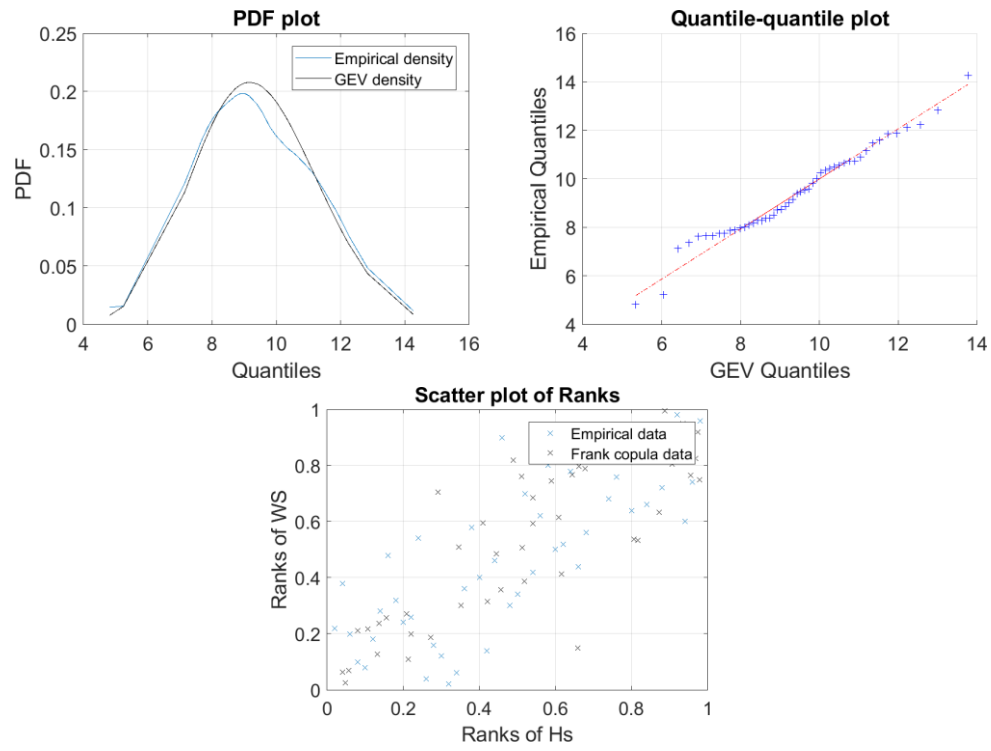 PDF plot
0.25
0.2
0.15
0.1
0.05
0
PDF
4 6 8 10 12 14 16
Quantiles
Empirical density
GEV density
Quantile-quantile plot
16
14
12
10
8
6
4
Empirical Quantiles
4 6 8 10 12 14
GEV Quantiles
Scatter plot of Ranks
1
0.8
0.6
0.4
0.2
0
Ranks of WS
0 0.2 0.4 0.6 0.8 1
Ranks of Hs
Empirical data
Frank copula data